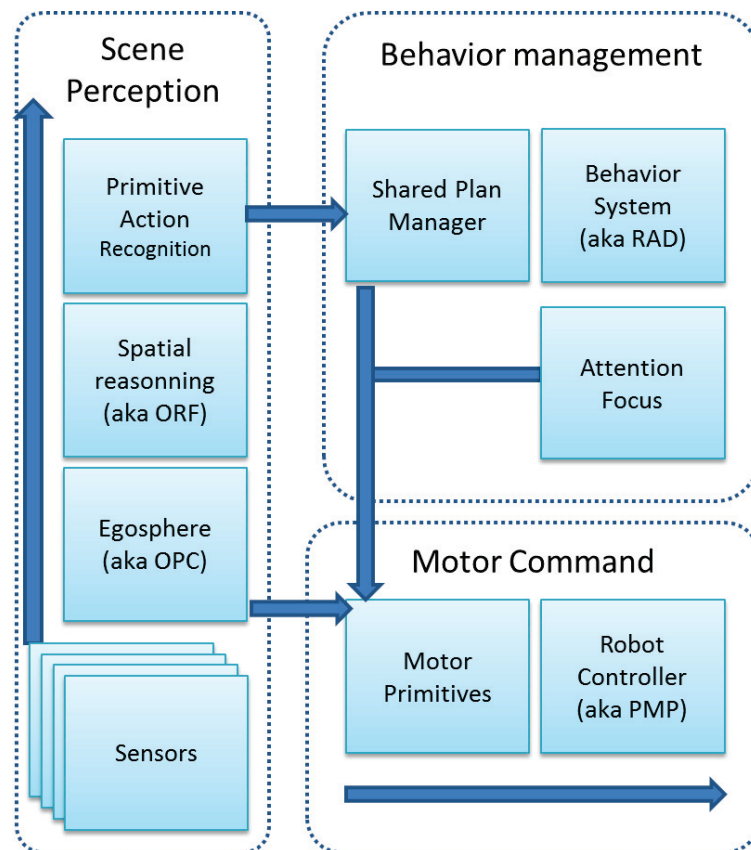 Scene
Perception
Primitive
Action
Recognition
Spatial
reasonning
(aka ORF)
Egosphere
(aka OPC)
Sensors
Behavior management
Shared Plan
Manager
Behavior
System
(aka RAD)
Attention
Focus
Motor Command
Motor
Primitives
Robot
Controller
(aka PMP)